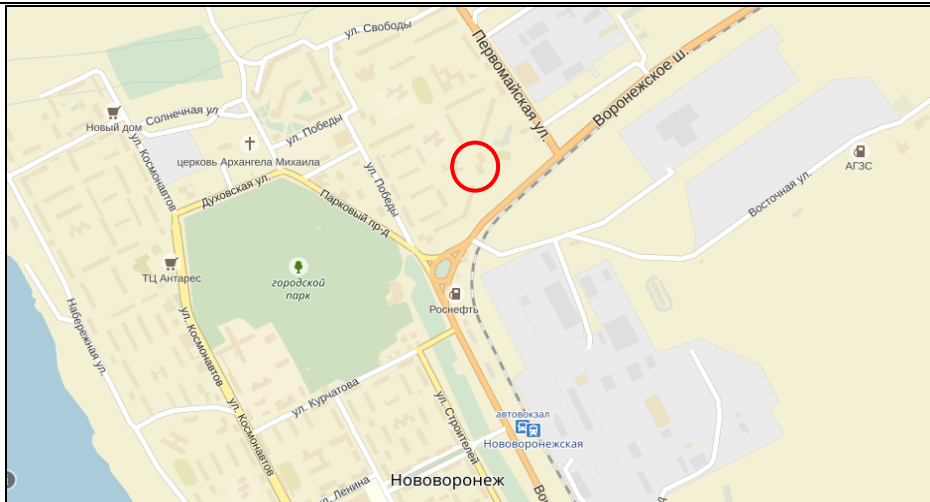 ул. Свободы
Первомайская ул.
Воронежское ш.
Новый дом
Солнечная ул
ул. Победы
ул. Космонавтов
церковь Архангела Михаила
АГЗС
ул. Победы
Духовская ул.
Парковый пр-д
Восточная ул.
ТЦ Антарес
городской
парк
Роснефть
Набережная ул.
ул. Космонавтов
ул. Курчатова
ул. Космонавтов
ул. Строителей
автовокзал
Нововоронежская
Нововоронеж
ул. Ленина
Во